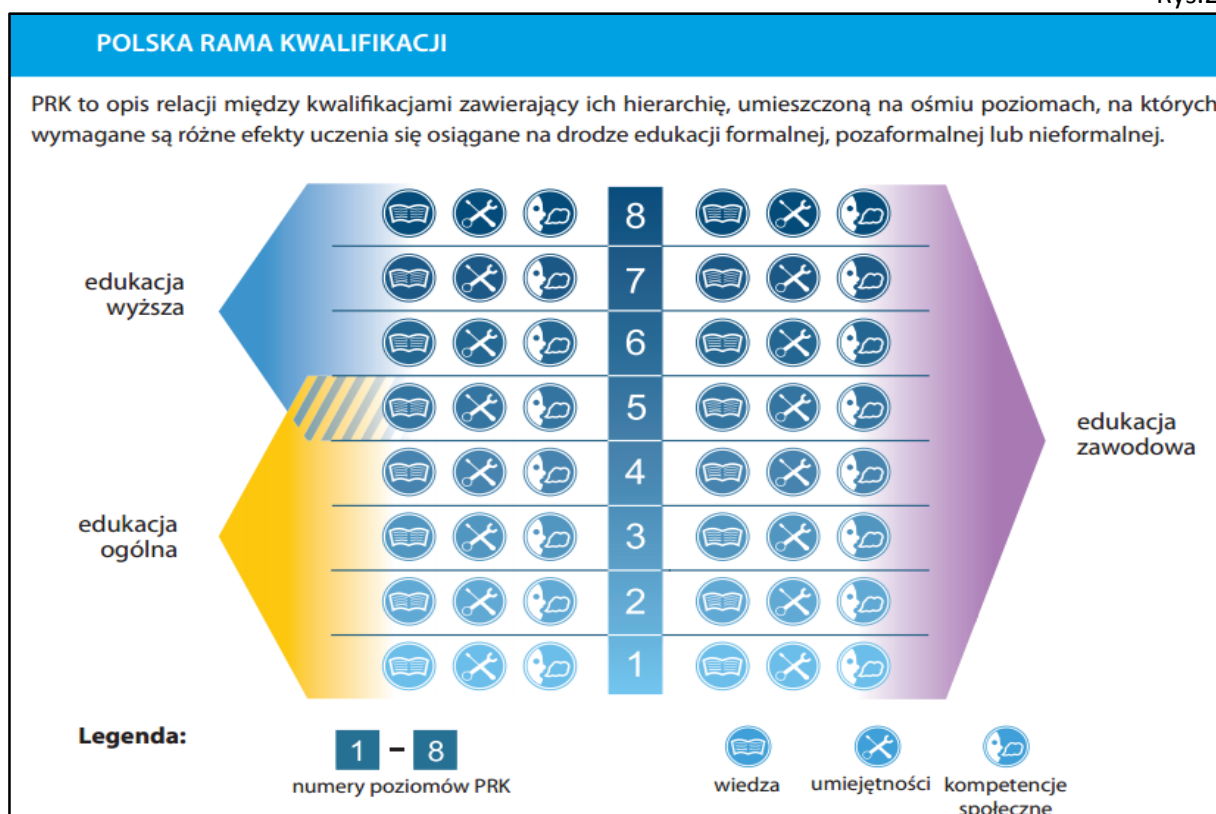 Rys.2
POLSKA RAMA KWALIFIKACJI
PRK to opis relacji między kwalifikacjami zawierający ich hierarchię, umieszczoną na ośmiu poziomach, na których
wymagane są różne efekty uczenia się osiągane na drodze edukacji formalnej, pozaformalnej lub nieformalnej.
8
7
6
5
4
3
2
1
edukacja
wyższa
edukacja
ogólna
edukacja
zawodowa
Legenda:
1 – 8
numery poziomów PRK
wiedza
umiejętności
kompetencje
społeczne